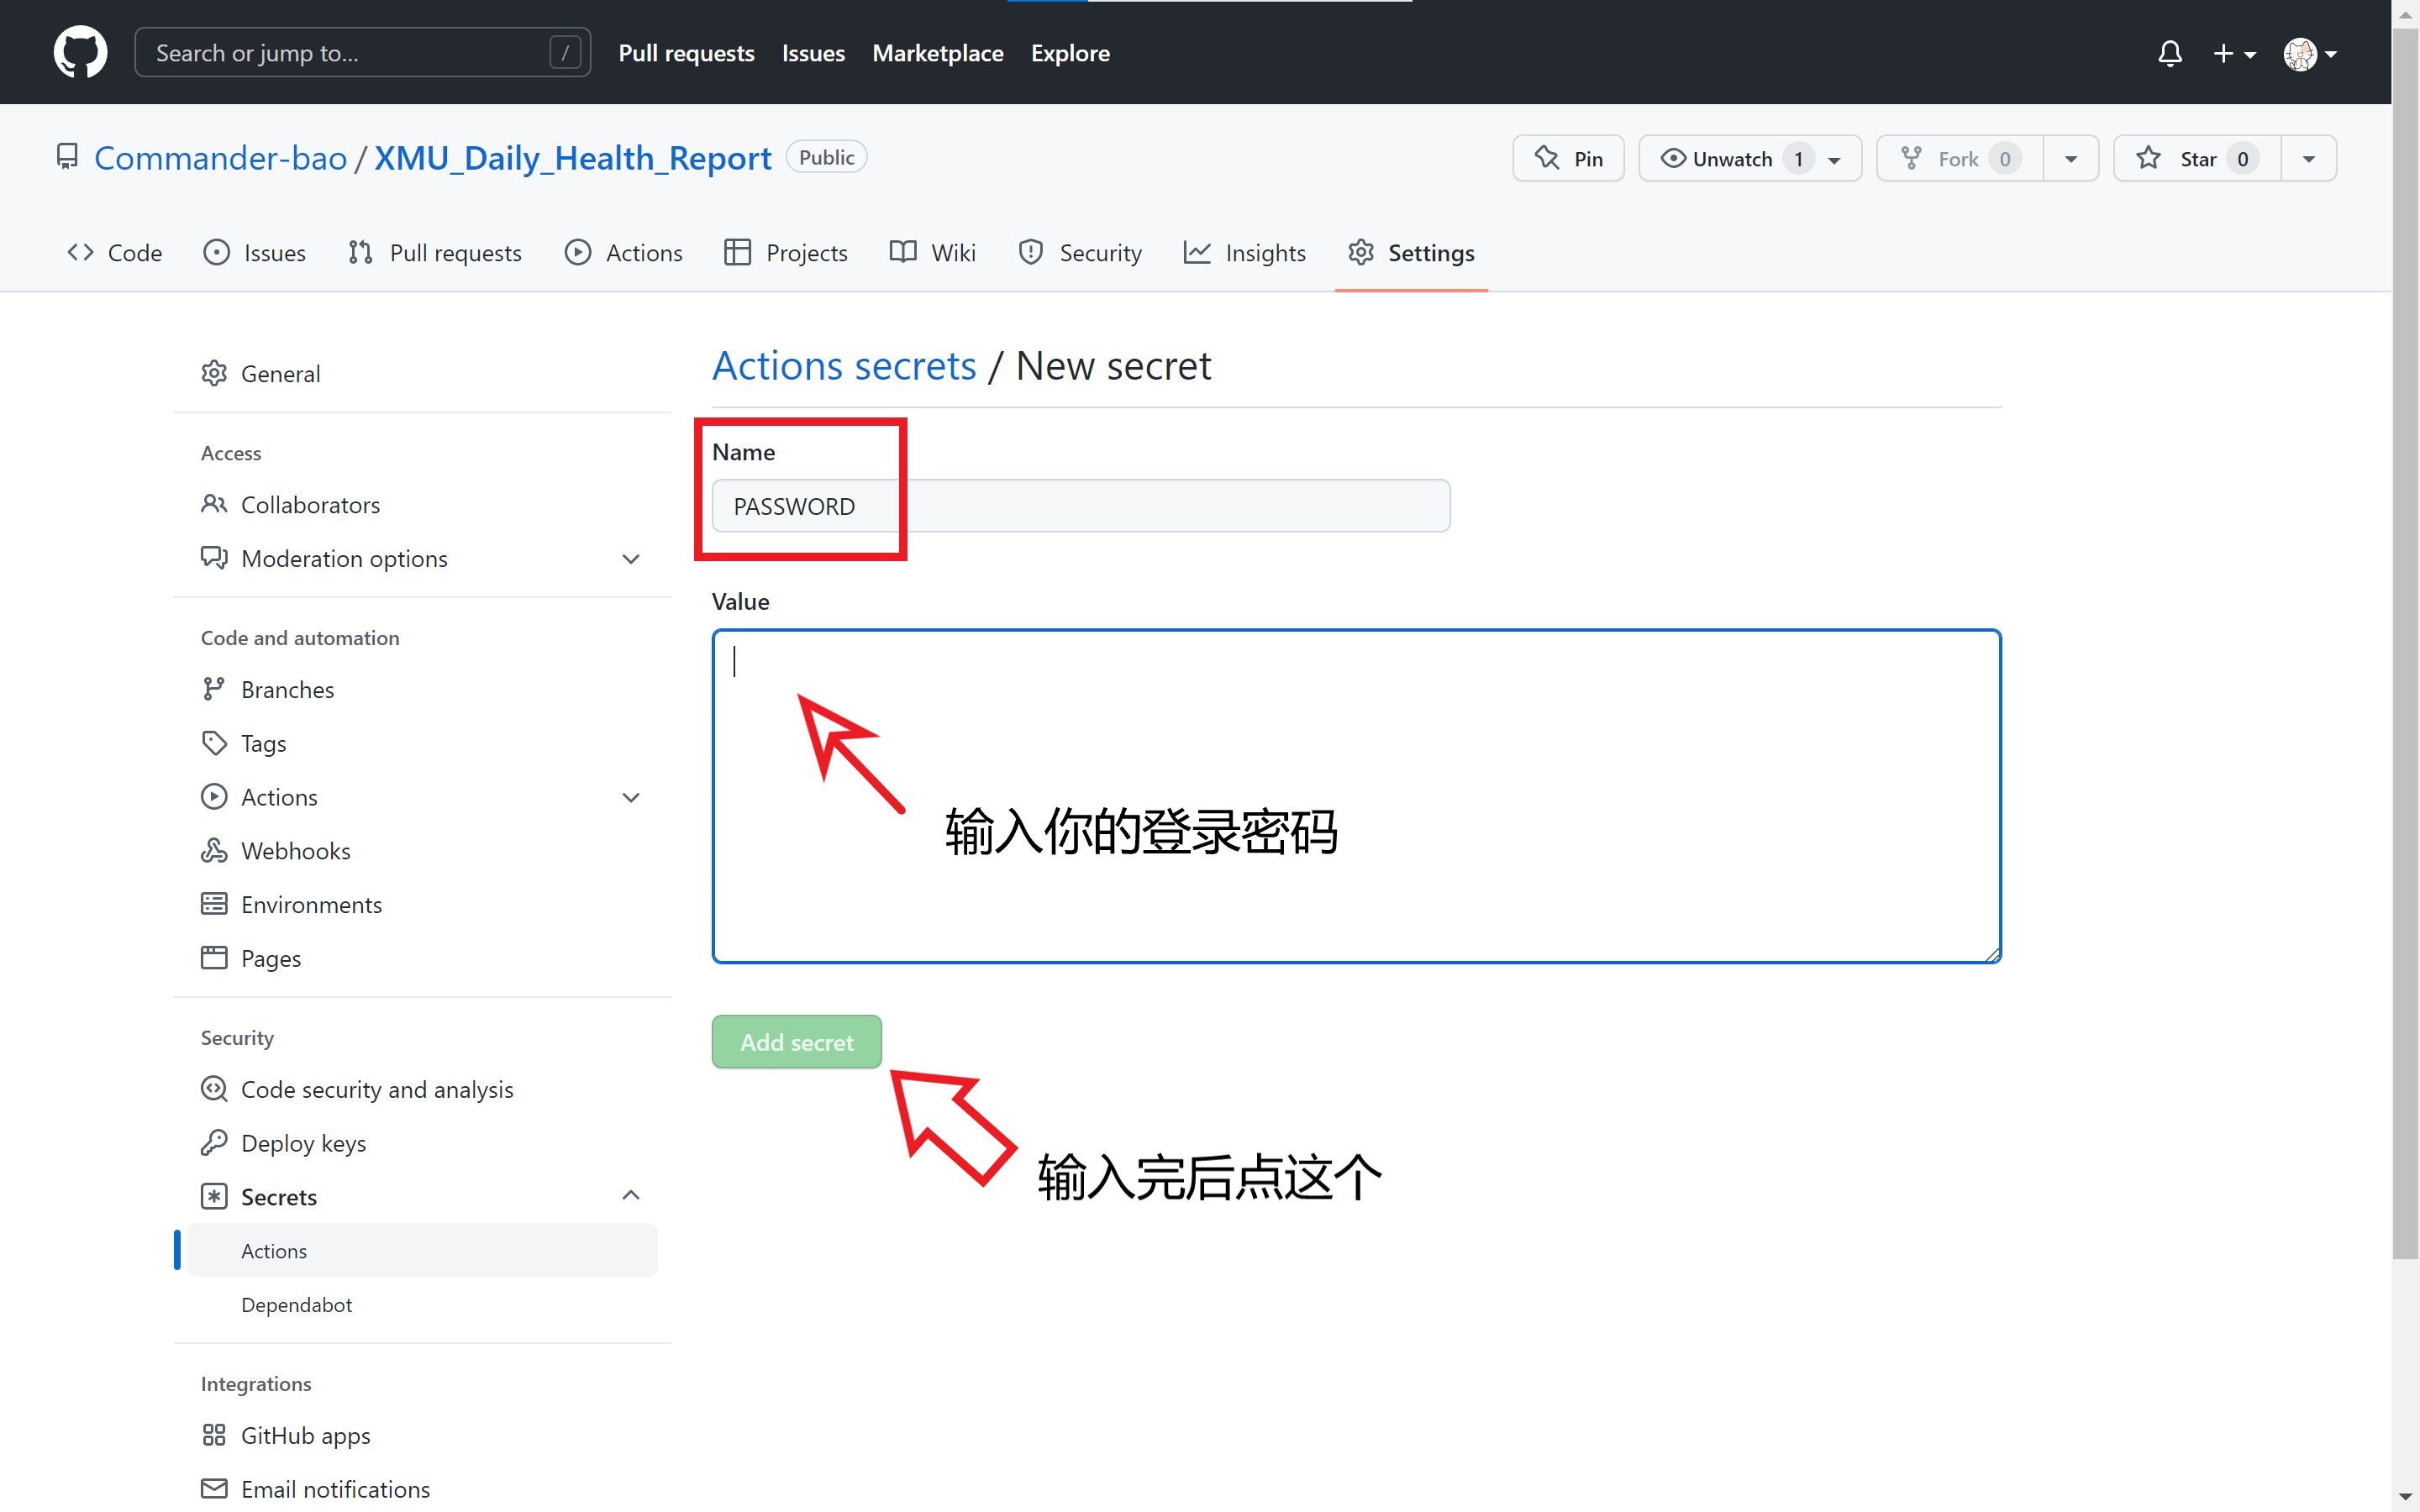 Search or jump to... /
Pull requests Issues Marketplace Explore
Commander-bao / XMU_Daily_Health_Report Public
Pin Unwatch 1 Fork 0 Star 0
Code Issues Pull requests Actions Projects Wiki Security Insights Settings
General
Access
Collaborators
Moderation options
Code and automation
Branches
Tags
Actions
Webhooks
Environments
Pages
Security
Code security and analysis
Deploy keys
Secrets
Actions
Dependabot
Integrations
GitHub apps
Email notifications
Actions secrets / New secret
Name
PASSWORD
Value
输入你的登录密码
Add secret
输入完后点这个